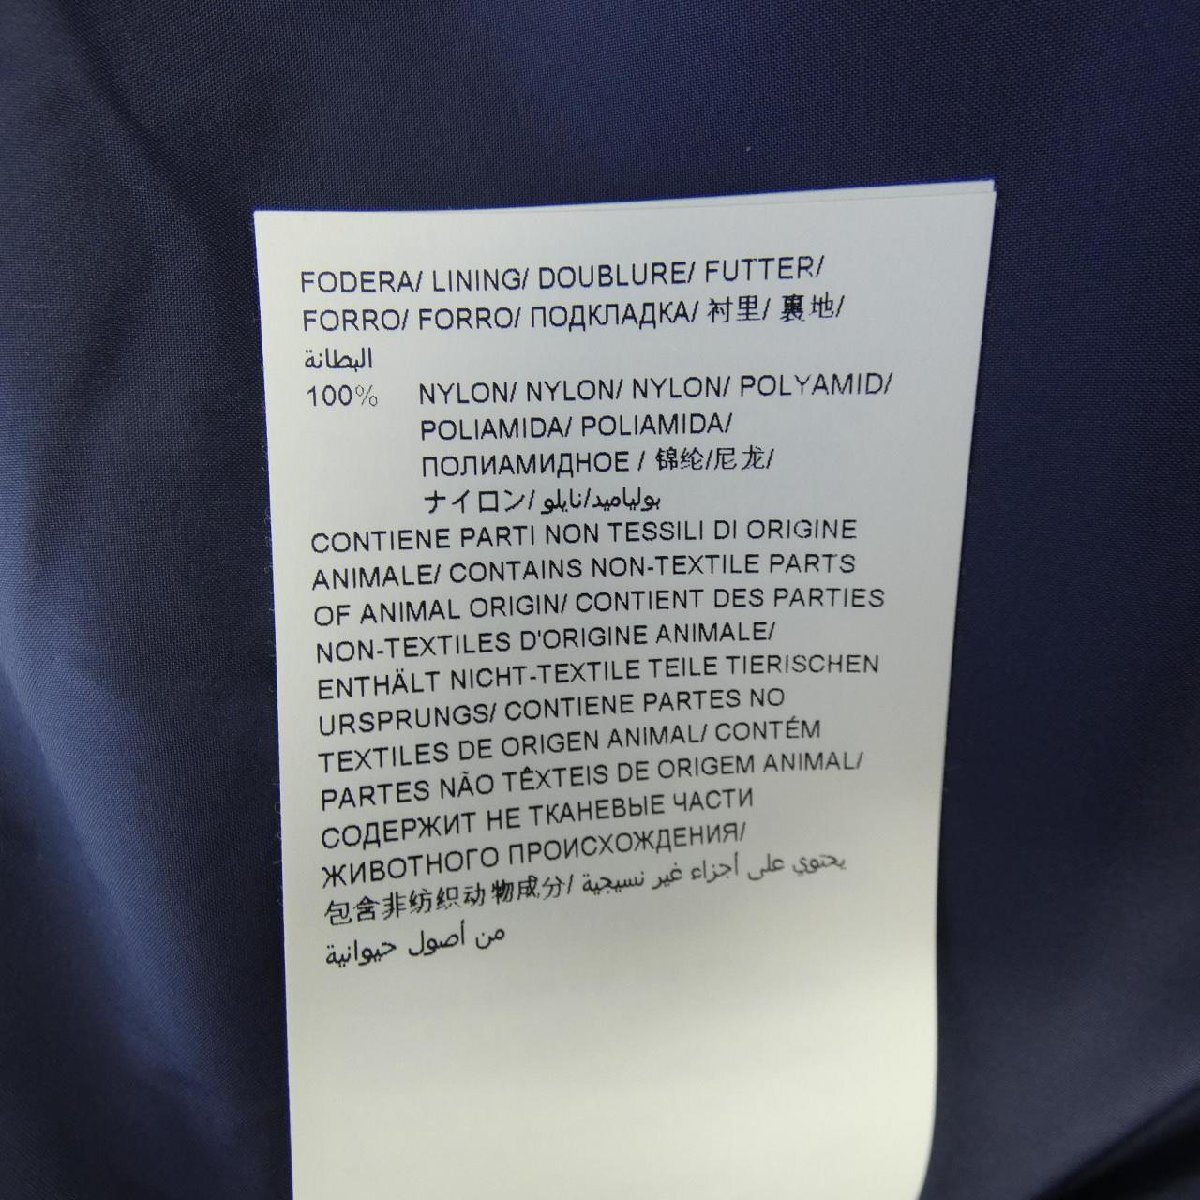 FODERA/ LINING/ DOUBLURE/ FUTTER/
FORRO/ FORRO/ ПОДКЛАДКА/ 衬里/ 裏地/
البطانة
100% NYLON/ NYLON/ NYLON/ POLYAMID/
POLIAMIDA/ POLIAMIDA/
ПОЛИАМИДНОЕ / 锦纶/尼龙/
ナイロン/ بولياميد/نايلو
CONTIENE PARTI NON TESSILI DI ORIGINE
ANIMALE/ CONTAINS NON-TEXTILE PARTS
OF ANIMAL ORIGIN/ CONTIENT DES PARTIES
NON-TEXTILES D'ORIGINE ANIMALE/
ENTHÄLT NICHT-TEXTILE TEILE TIERISCHEN
URSPRUNGS/ CONTIENE PARTES NO
TEXTILES DE ORIGEN ANIMAL/ CONTÉM
PARTES NÃO TÊXTEIS DE ORIGEM ANIMAL/
СОДЕРЖИТ НЕ ТКАНЕВЫЕ ЧАСТИ
ЖИВОТНОГО ПРОИСХОЖДЕНИЯ/
包含非纺织动物成分/ يحتوي على أجزاء غير نسيجية
من أصول حيوانية